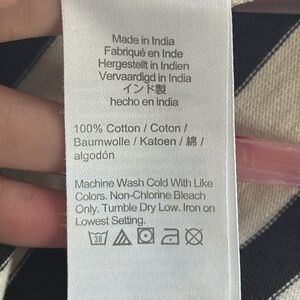 Made in India
Fabriqué en Inde
Hergestellt in Indien
Vervaardigd in India
インド製
hecho en india
100% Cotton / Coton /
Baumwolle / Katoen / 綿 /
algodón
Machine Wash Cold With Like
Colors. Non-Chlorine Bleach
Only. Tumble Dry Low. Iron on
Lowest Setting.
30